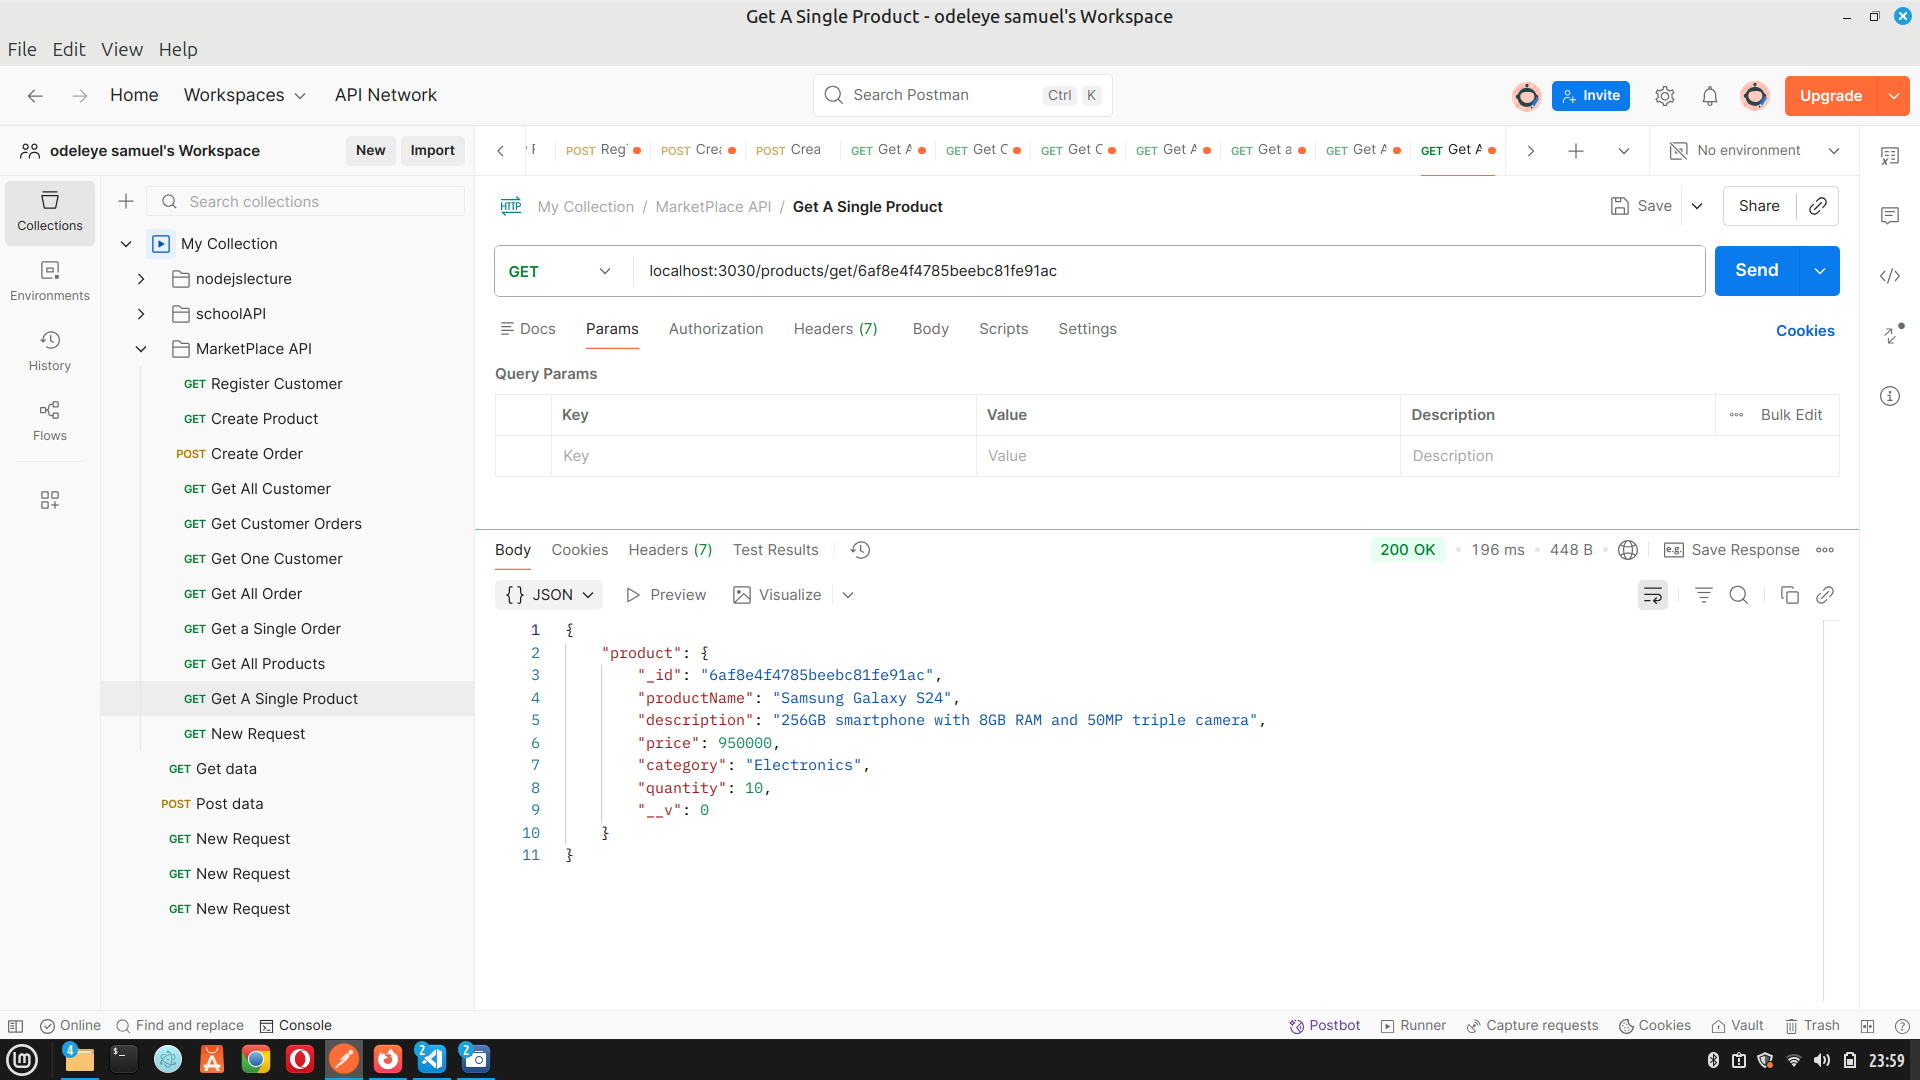 Get A Single Product - odeleye samuel's Workspace
File Edit View Help
Home Workspaces API Network
Search Postman Ctrl K
Invite
Upgrade
odeleye samuel's Workspace
New Import
POST Reg
POST Crea
POST Crea
GET Get A
GET Get C
GET Get C
GET Get A
GET Get a
GET Get A
GET Get A
No environment
Collections
Environments
History
Flows
Search collections
My Collection
nodejslecture
schoolAPI
MarketPlace API
GET Register Customer
GET Create Product
POST Create Order
GET Get All Customer
GET Get Customer Orders
GET Get One Customer
GET Get All Order
GET Get a Single Order
GET Get All Products
GET Get A Single Product
GET New Request
GET Get data
POST Post data
GET New Request
GET New Request
GET New Request
HTTP My Collection / MarketPlace API / Get A Single Product
Save
Share
GET localhost:3030/products/get/6af8e4f4785beebc81fe91ac
Send
Docs Params Authorization Headers (7) Body Scripts Settings
Cookies
Query Params
Key Value Description Bulk Edit
Key Value Description
Body Cookies Headers (7) Test Results
200 OK 196 ms 448 B e.g. Save Response
{} JSON Preview Visualize
1 {
2 "product": {
3 "_id": "6af8e4f4785beebc81fe91ac",
4 "productName": "Samsung Galaxy S24",
5 "description": "256GB smartphone with 8GB RAM and 50MP triple camera",
6 "price": 950000,
7 "category": "Electronics",
8 "quantity": 10,
9 "__v": 0
10 }
11 }
Online Find and replace Console
Postbot Runner Capture requests Cookies Vault Trash
4
2
2
23:59